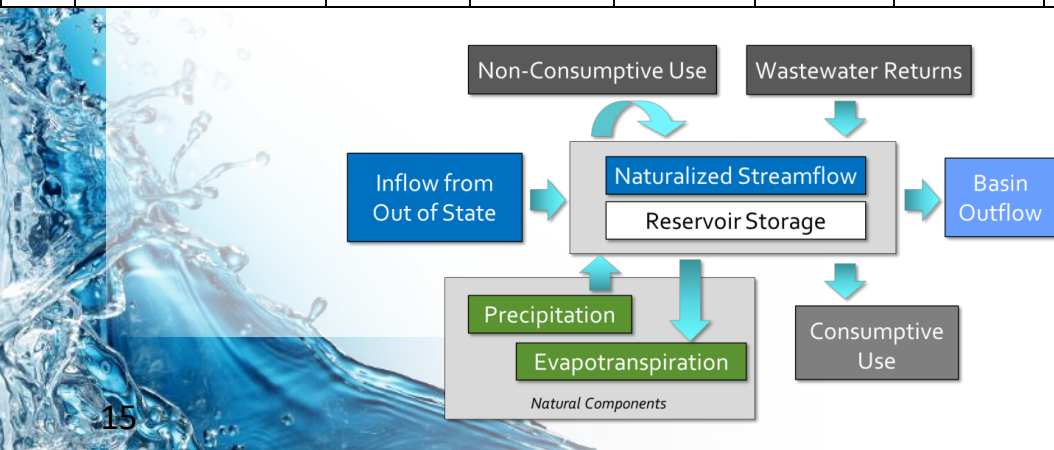 Non-Consumptive Use
Wastewater Returns
Inflow from
Out of State
Naturalized Streamflow
Reservoir Storage
Basin
Outflow
Precipitation
Evapotranspiration
Natural Components
Consumptive
Use
15